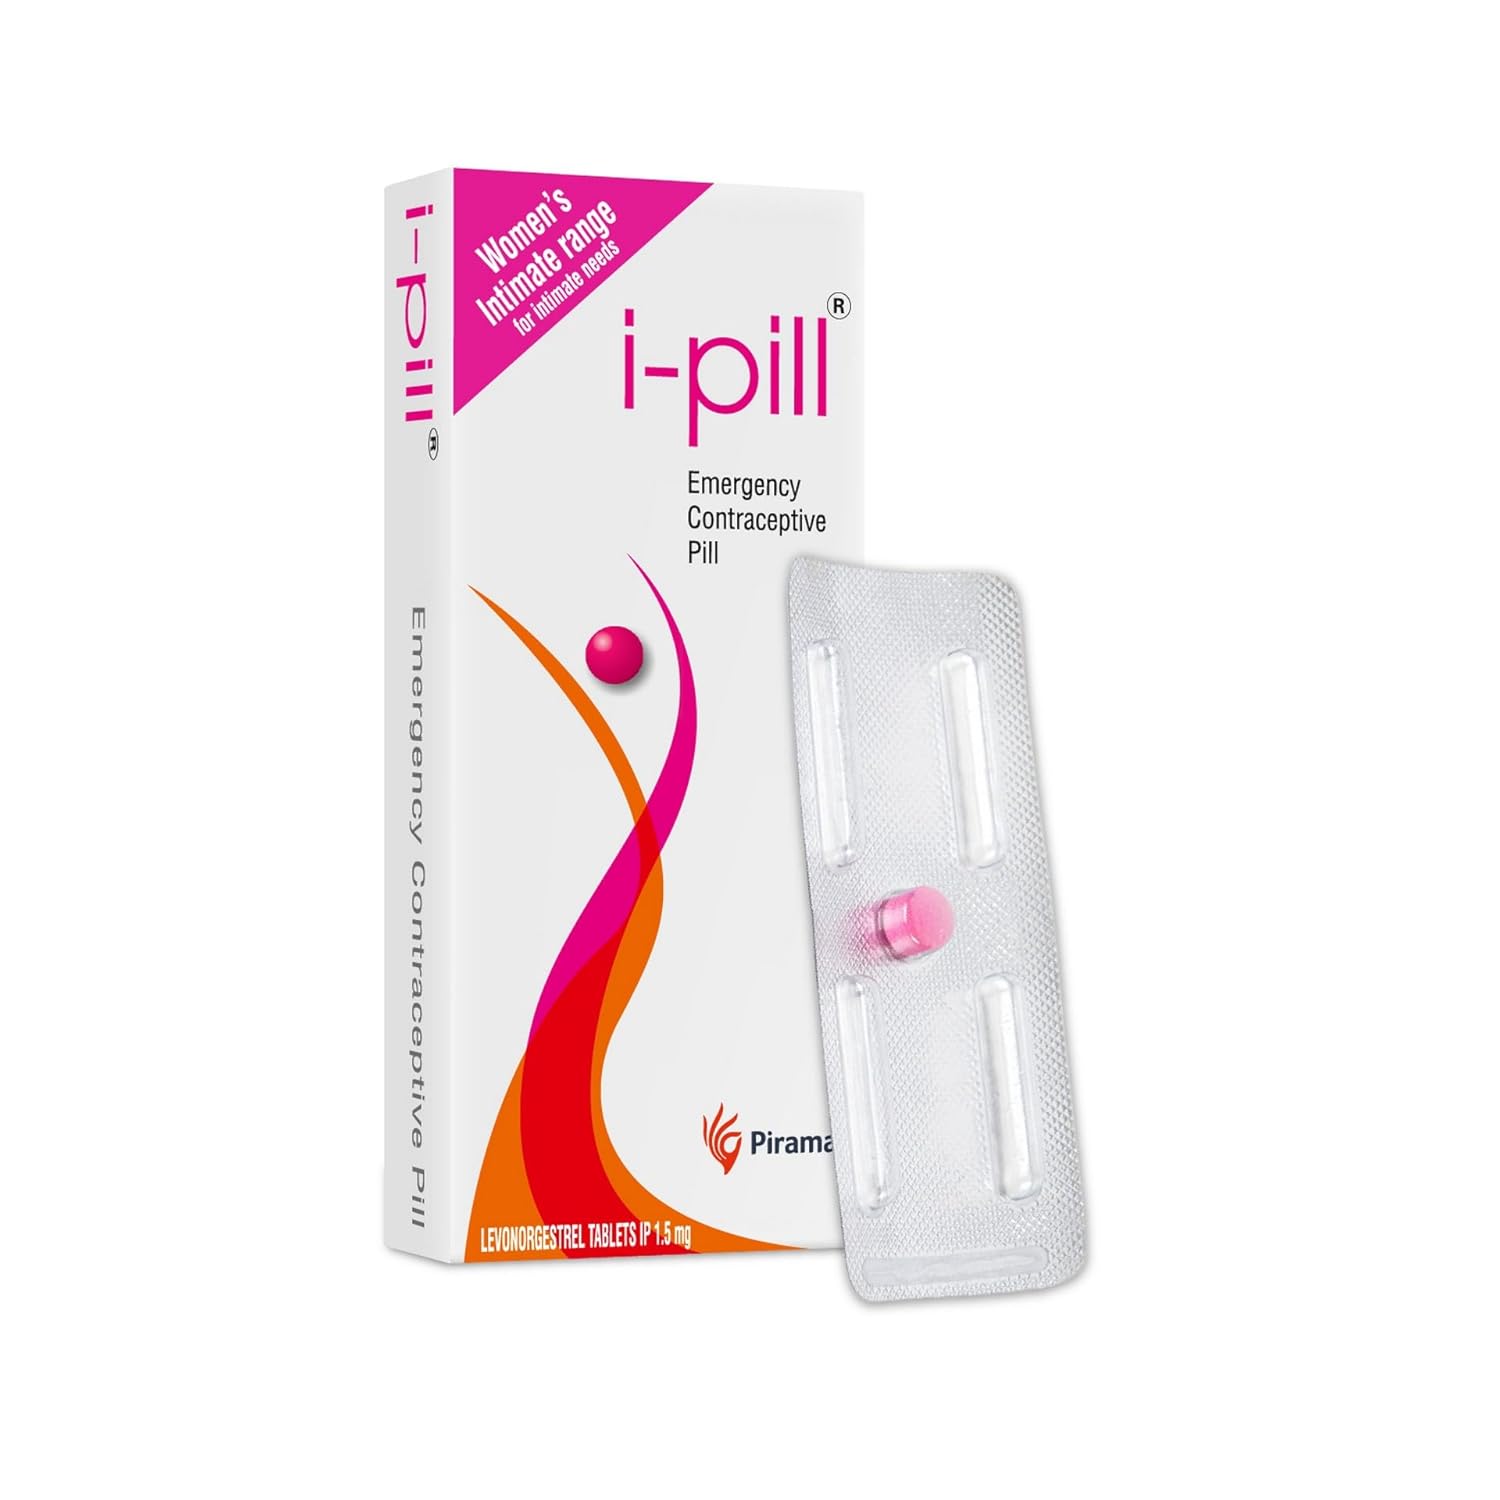 i-pill®
Emergency Contraceptive Pill
Women's
Intimate range
for intimate needs
i-pill®
Emergency
Contraceptive
Pill
LEVONORGESTREL TABLETS IP 1.5 mg